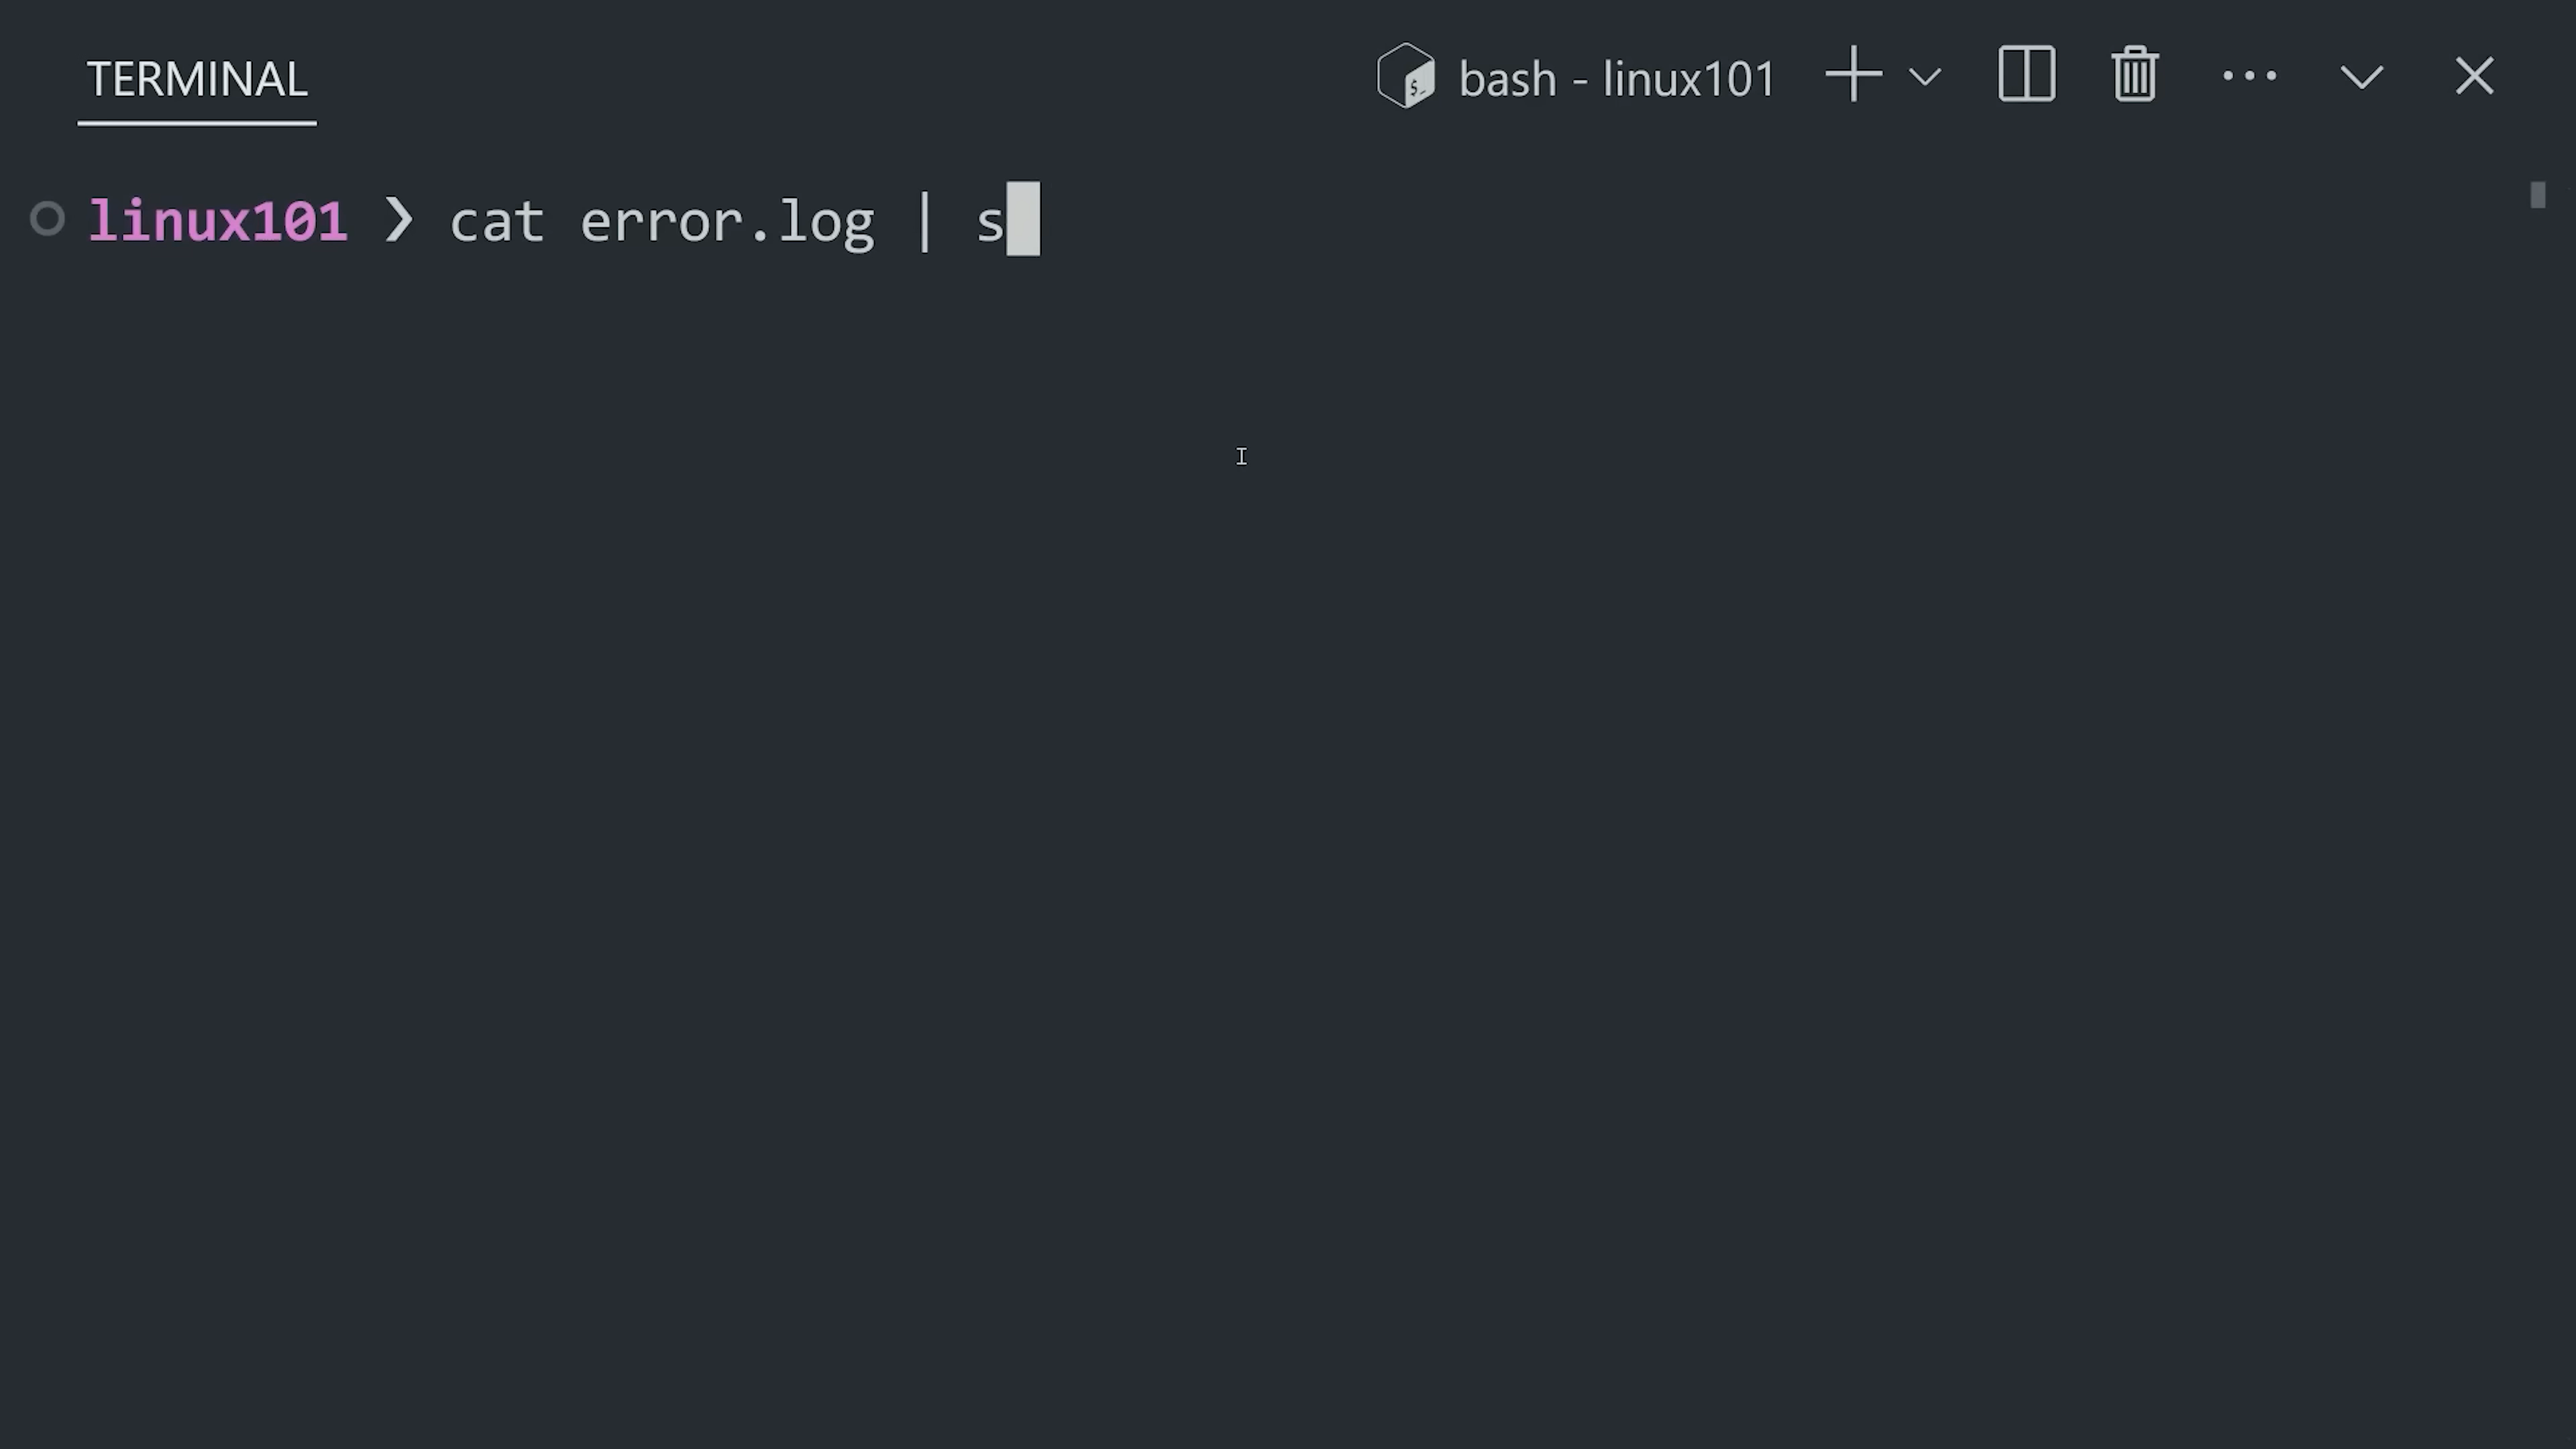 TERMINAL
bash - linux101
linux101 ❯ cat error.log | s